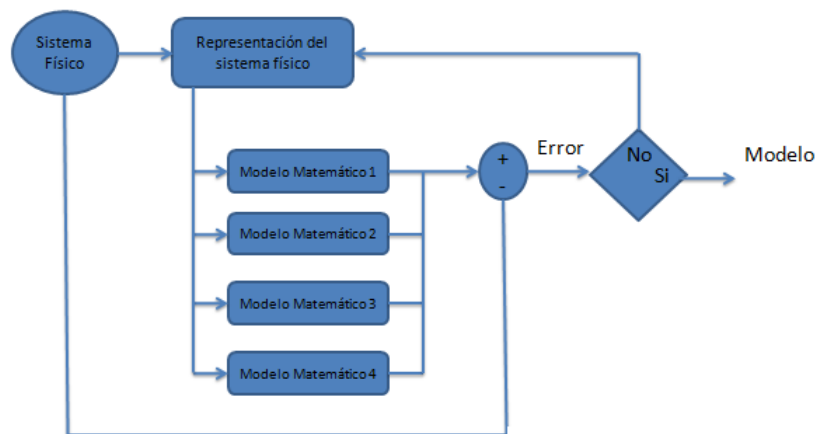 Sistema
Físico
Representación del
sistema físico
Modelo Matemático 1
Modelo Matemático 2
Modelo Matemático 3
Modelo Matemático 4
+
-
Error
No
Si
Modelo